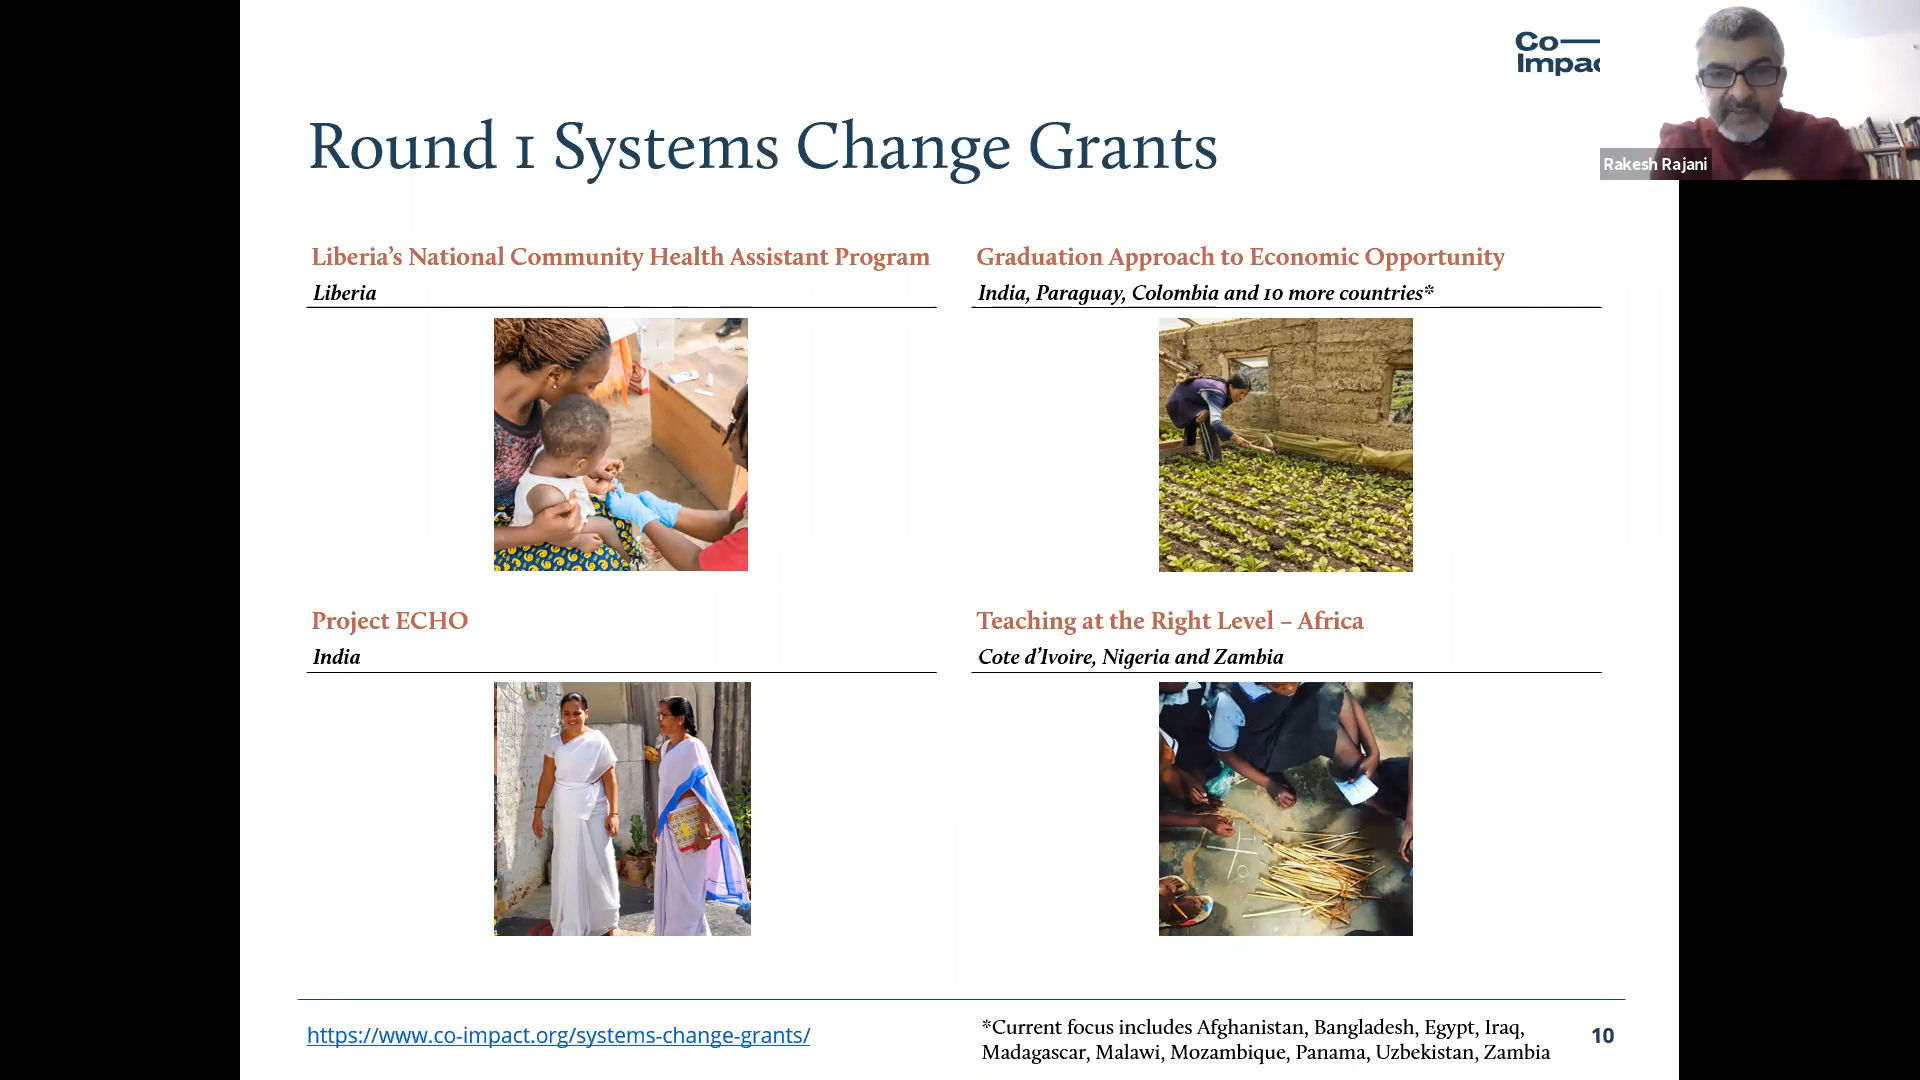 Co—
Impac
Rakesh Rajani
Round 1 Systems Change Grants
Liberia’s National Community Health Assistant Program
Liberia
Graduation Approach to Economic Opportunity
India, Paraguay, Colombia and 10 more countries*
Project ECHO
India
Teaching at the Right Level – Africa
Cote d’Ivoire, Nigeria and Zambia
https://www.co-impact.org/systems-change-grants/
*Current focus includes Afghanistan, Bangladesh, Egypt, Iraq,
Madagascar, Malawi, Mozambique, Panama, Uzbekistan, Zambia
10